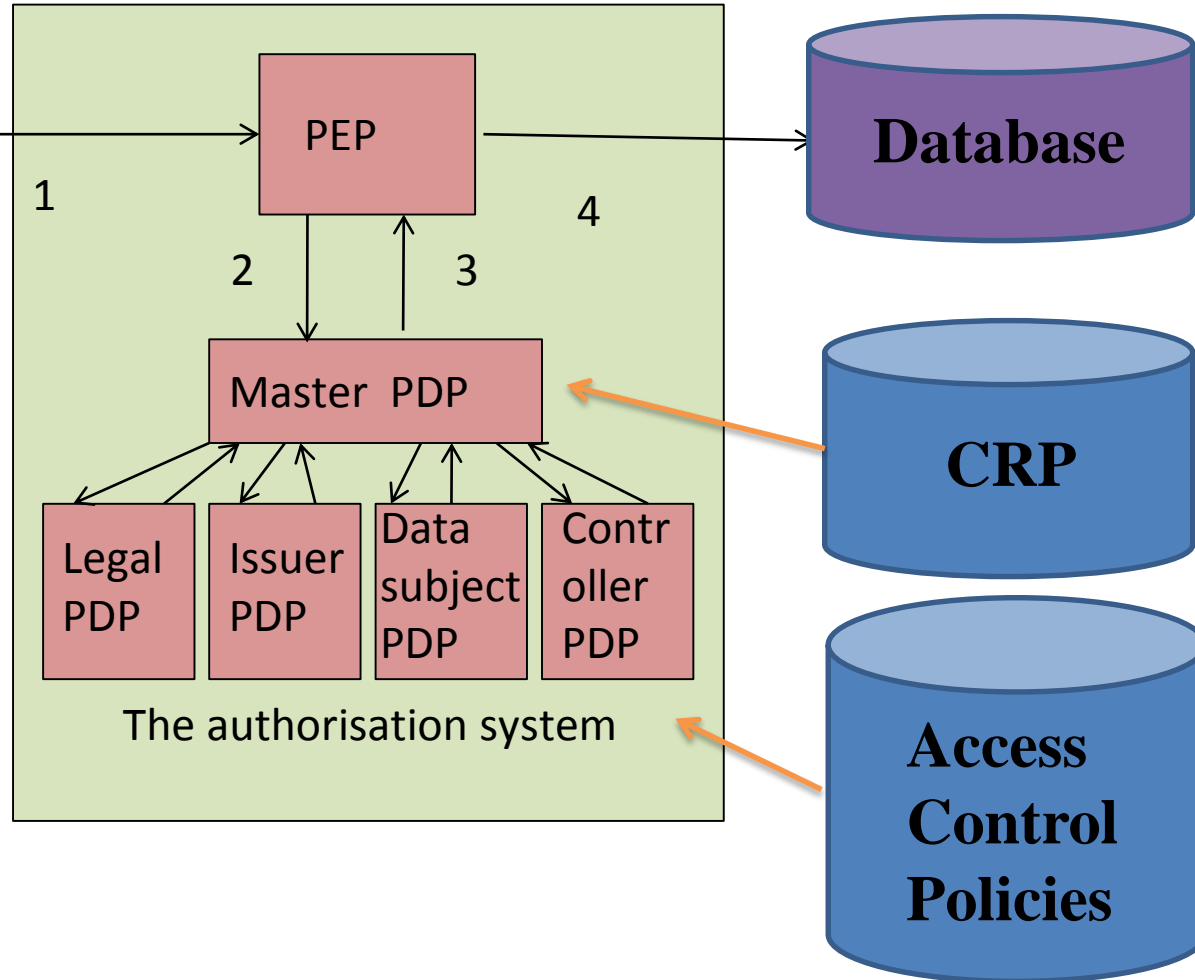 PEP
Database
1
4
2
3
Master PDP
CRP
Legal
PDP
Issuer
PDP
Data
subject
PDP
Contr
oller
PDP
The authorisation system
Access
Control
Policies